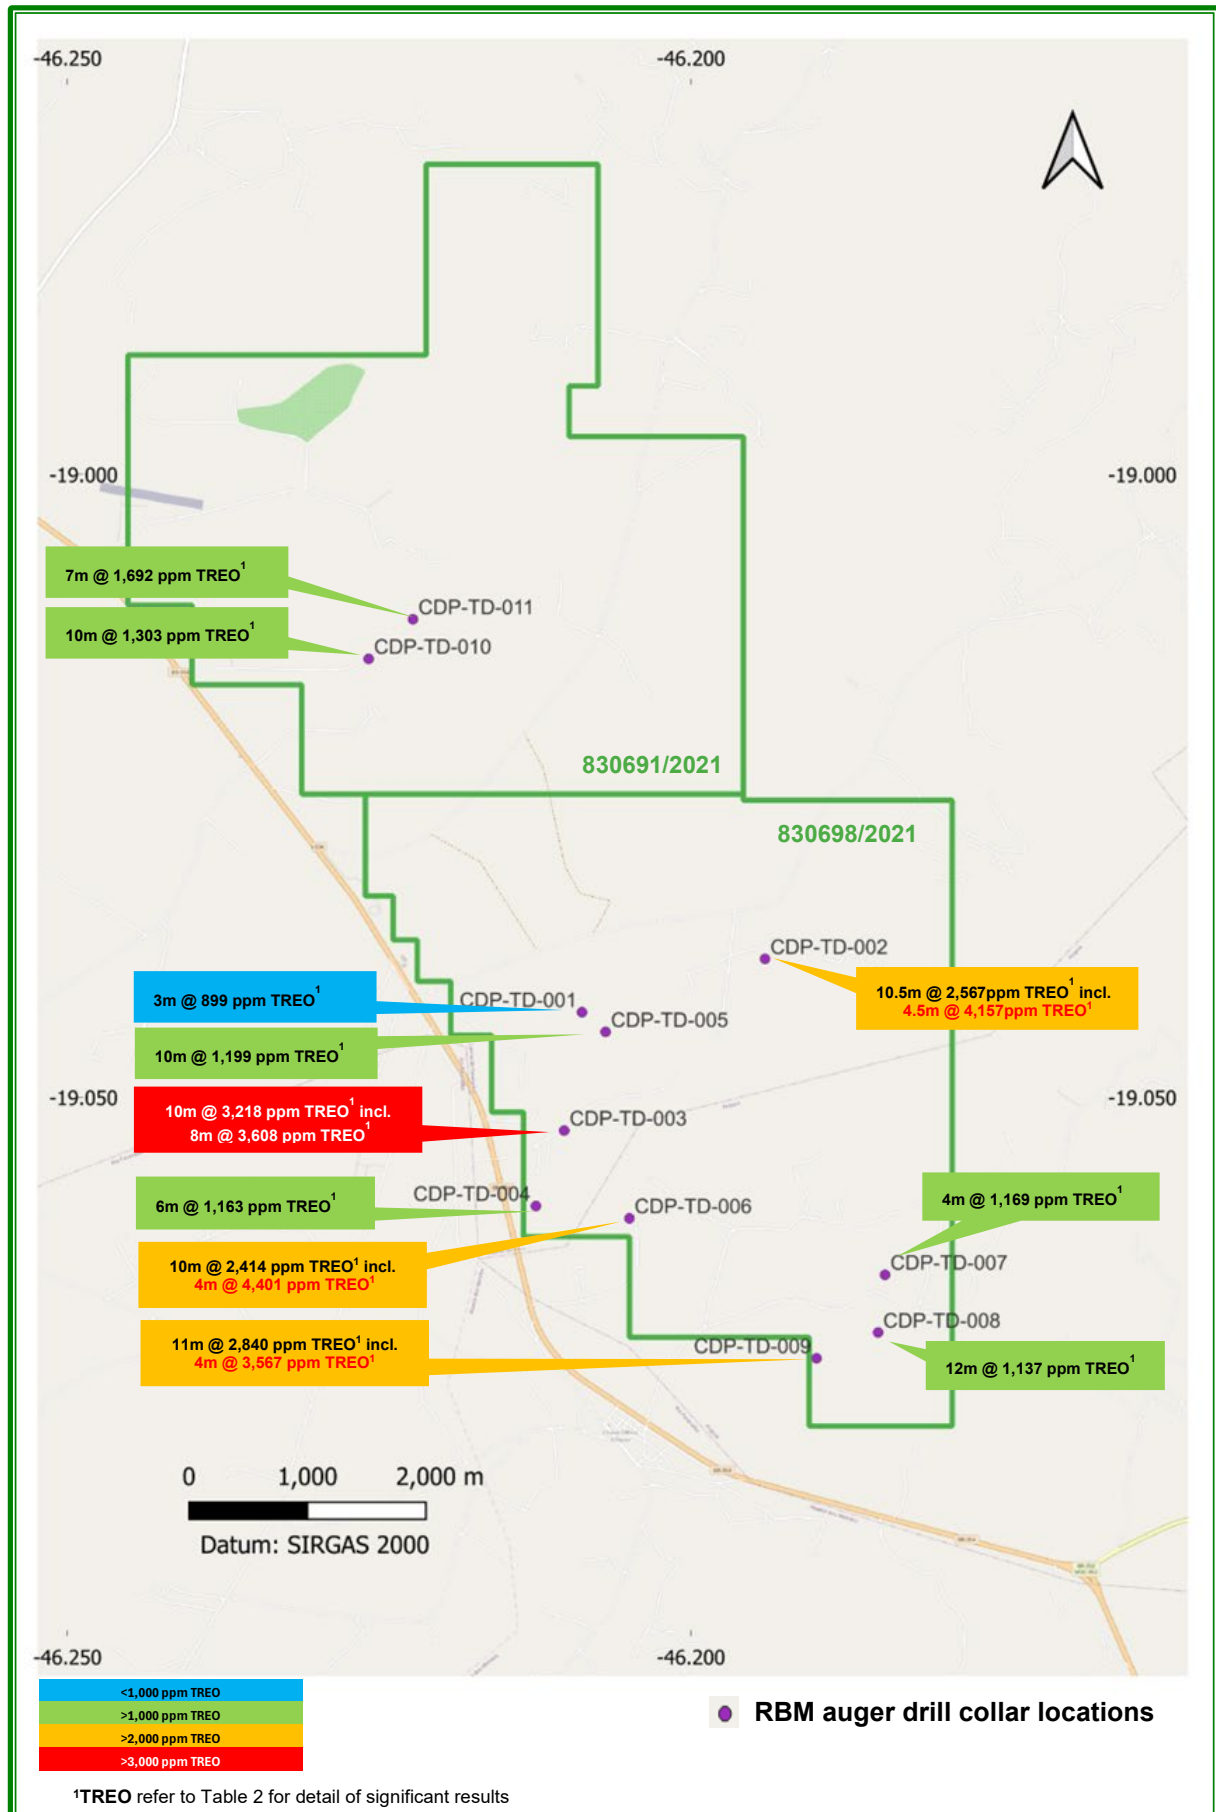 -46.250
-46.200
-19.000
-19.000
7m @ 1,692 ppm TREO¹
CDP-TD-011
10m @ 1,303 ppm TREO¹
CDP-TD-010
830691/2021
830698/2021
CDP-TD-002
10.5m @ 2,567ppm TREO¹ incl.
4.5m @ 4,157ppm TREO¹
3m @ 899 ppm TREO¹
CDP-TD-001
CDP-TD-005
10m @ 1,199 ppm TREO¹
-19.050
-19.050
10m @ 3,218 ppm TREO¹ incl.
8m @ 3,608 ppm TREO¹
CDP-TD-003
6m @ 1,163 ppm TREO¹
CDP-TD-004
CDP-TD-006
4m @ 1,169 ppm TREO¹
10m @ 2,414 ppm TREO¹ incl.
4m @ 4,401 ppm TREO¹
CDP-TD-007
CDP-TD-008
11m @ 2,840 ppm TREO¹ incl.
4m @ 3,567 ppm TREO¹
CDP-TD-009
12m @ 1,137 ppm TREO¹
0 1,000 2,000 m
Datum: SIRGAS 2000
-46.250
-46.200
<1,000 ppm TREO
>1,000 ppm TREO
>2,000 ppm TREO
>3,000 ppm TREO
RBM auger drill collar locations
¹TREO refer to Table 2 for detail of significant results